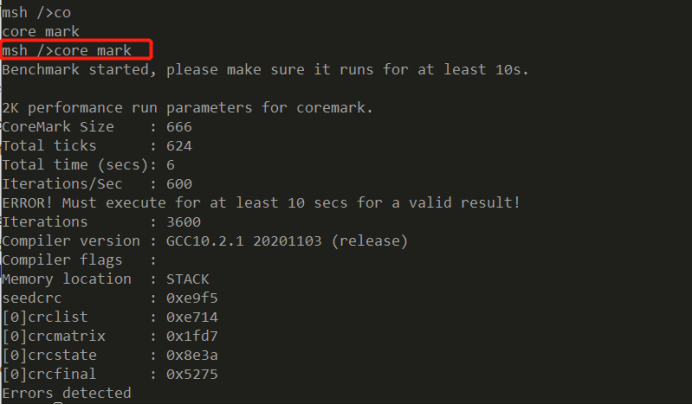 msh />co
core mark
msh />core mark
Benchmark started, please make sure it runs for at least 10s.
2K performance run parameters for coremark.
CoreMark Size    : 666
Total ticks      : 624
Total time (secs): 6
Iterations/Sec   : 600
ERROR! Must execute for at least 10 secs for a valid result!
Iterations       : 3600
Compiler version : GCC10.2.1 20201103 (release)
Compiler flags   :
Memory location  : STACK
seedcrc          : 0xe9f5
[0]crclist       : 0xe714
[0]crcmatrix     : 0x1fd7
[0]crcstate      : 0x8e3a
[0]crcfinal      : 0x5275
Errors detected